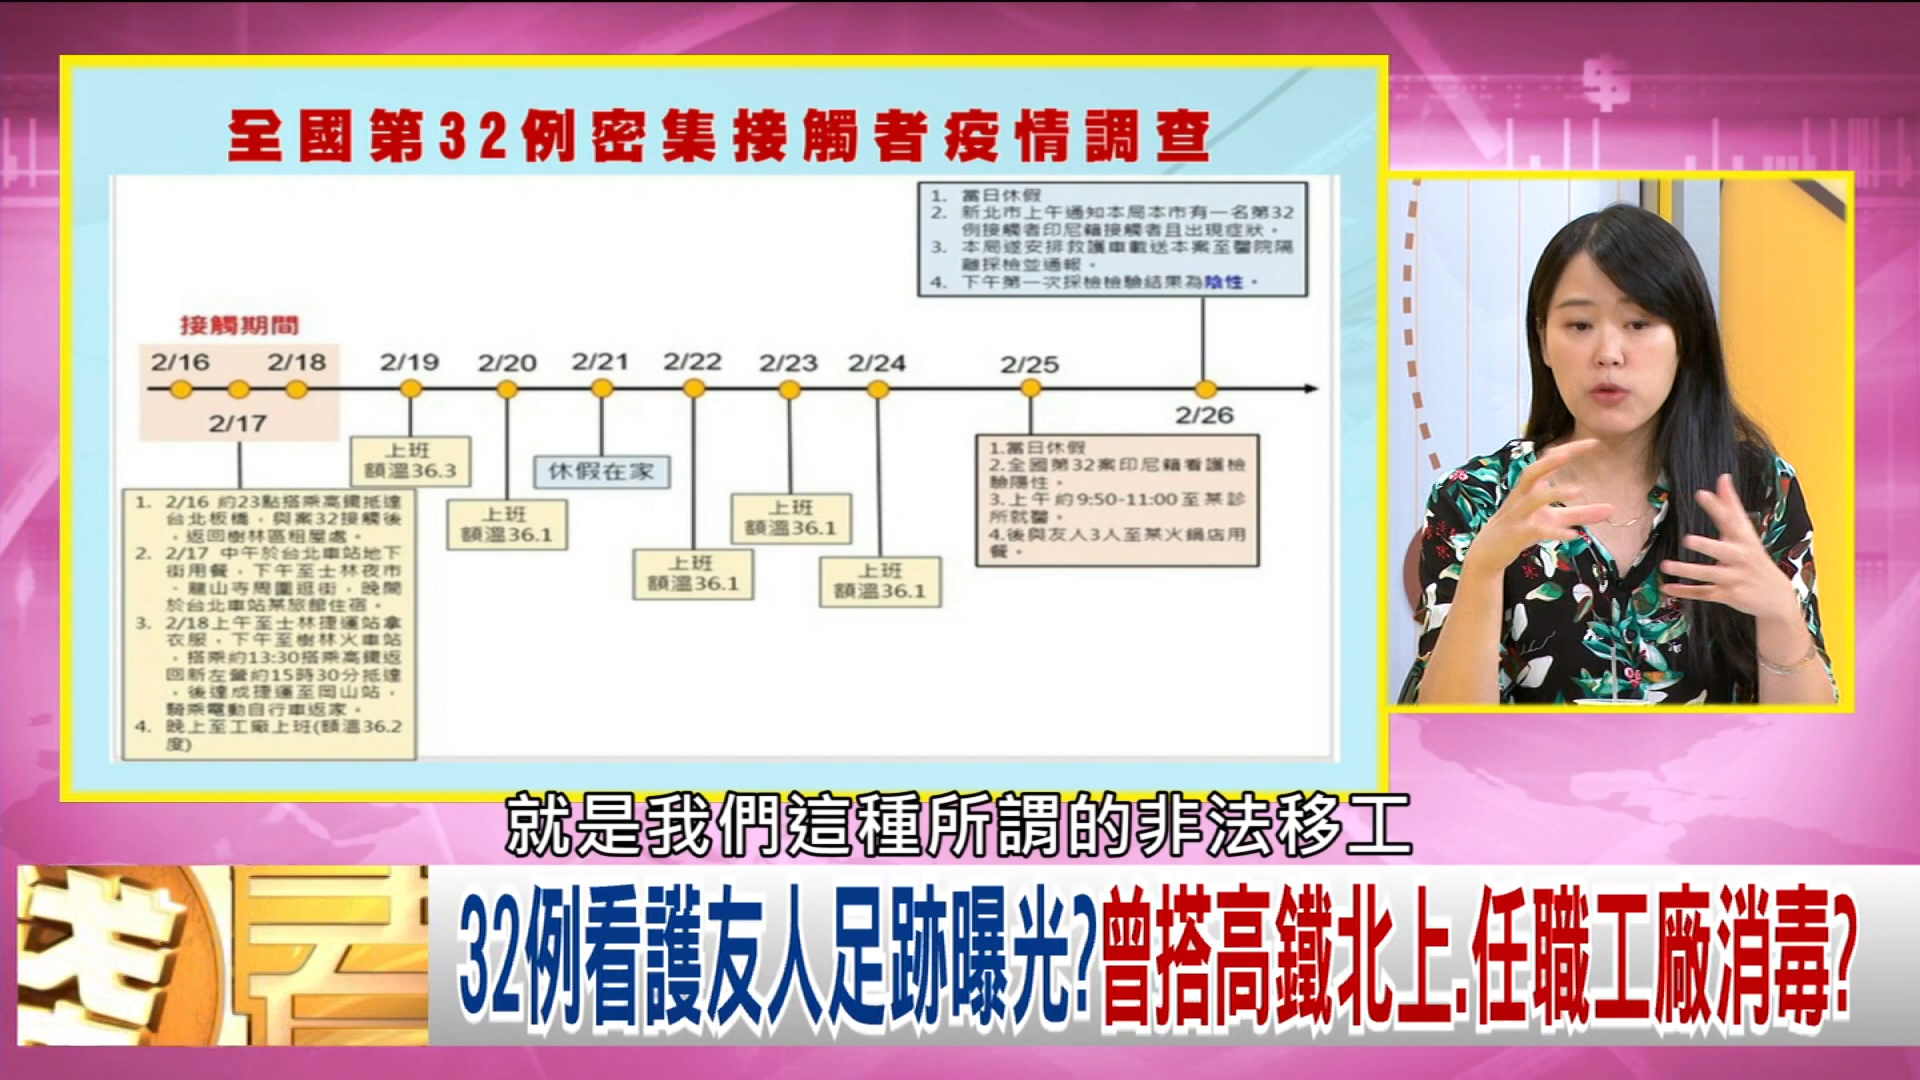 全國第32例密集接觸者疫情調查
1. 當日休假
2. 新北市上午通知本局本市有一名第32
例接觸者印尼籍接觸者且出現症狀。
3. 本局遂安排救護車載送本案至醫院隔
離採檢並通報。
4. 下午第一次採檢檢驗結果為陰性。
接觸期間
2/16
2/17
2/18
2/19
2/20
2/21
2/22
2/23
2/24
2/25
2/26
上班
額溫36.3
上班
額溫36.1
休假在家
上班
額溫36.1
上班
額溫36.1
上班
額溫36.1
1.當日休假
2.全國第32案印尼籍看護檢
驗陽性。
3.上午約9:50-11:00至某診
所就醫。
4.後與友人3人至某火鍋店用
餐。
1. 2/16 約23點搭乘高鐵抵達
台北板橋,與案32接觸後
,返回樹林區租屋處。
2. 2/17 中午於台北車站地下
街用餐,下午至士林夜市
、龍山寺周圍逛街,晚間
於台北車站某旅館住宿。
3. 2/18上午至士林捷運站拿
衣服,下午至樹林火車站
,搭乘約13:30搭乘高鐵返
回新左營約15時30分抵達
,後達成捷運至岡山站,
騎乘電動自行車返家。
4. 晚上至工廠上班(額溫36.2
度)
就是我們這種所謂的非法移工
32例看護友人足跡曝光?曾搭高鐵北上.任職工廠消毒?